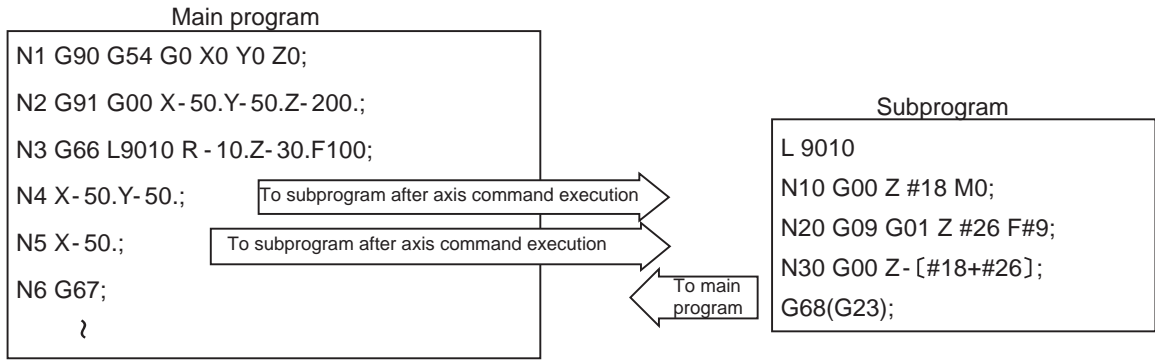 Main program
N1 G90 G54 G0 X0 Y0 Z0;
N2 G91 G00 X-50.Y-50.Z-200.;
N3 G66 L9010 R -10.Z-30.F100;
N4 X-50.Y-50.;
To subprogram after axis command execution
N5 X-50.;
To subprogram after axis command execution
N6 G67;
~
To main
program
Subprogram
L 9010
N10 G00 Z #18 M0;
N20 G09 G01 Z #26 F#9;
N30 G00 Z-〔#18+#26〕;
G68(G23);